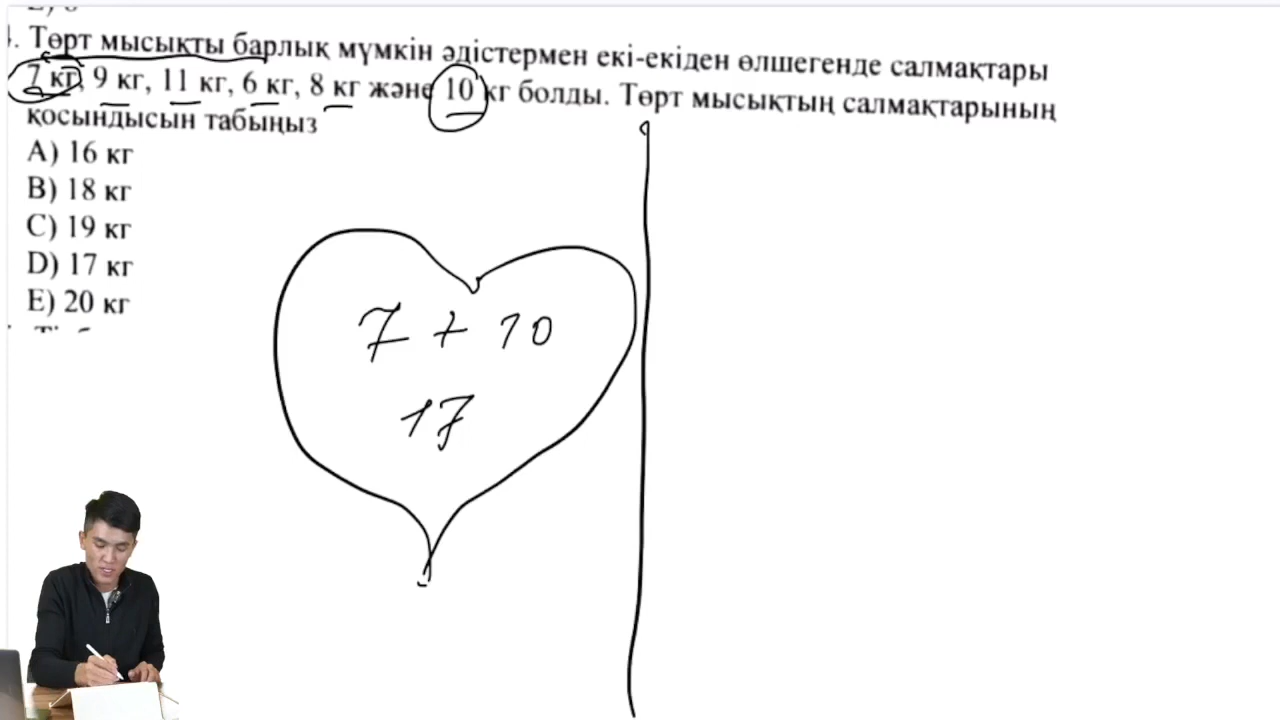 4. Төрт мысықты барлық мүмкін әдістермен екі-екіден өлшегенде салмақтары
7 кг, 9 кг, 11 кг, 6 кг, 8 кг және 10 кг болды. Төрт мысықтың салмақтарының
қосындысын табыңыз
A) 16 кг
B) 18 кг
C) 19 кг
D) 17 кг
E) 20 кг
7 + 10
17